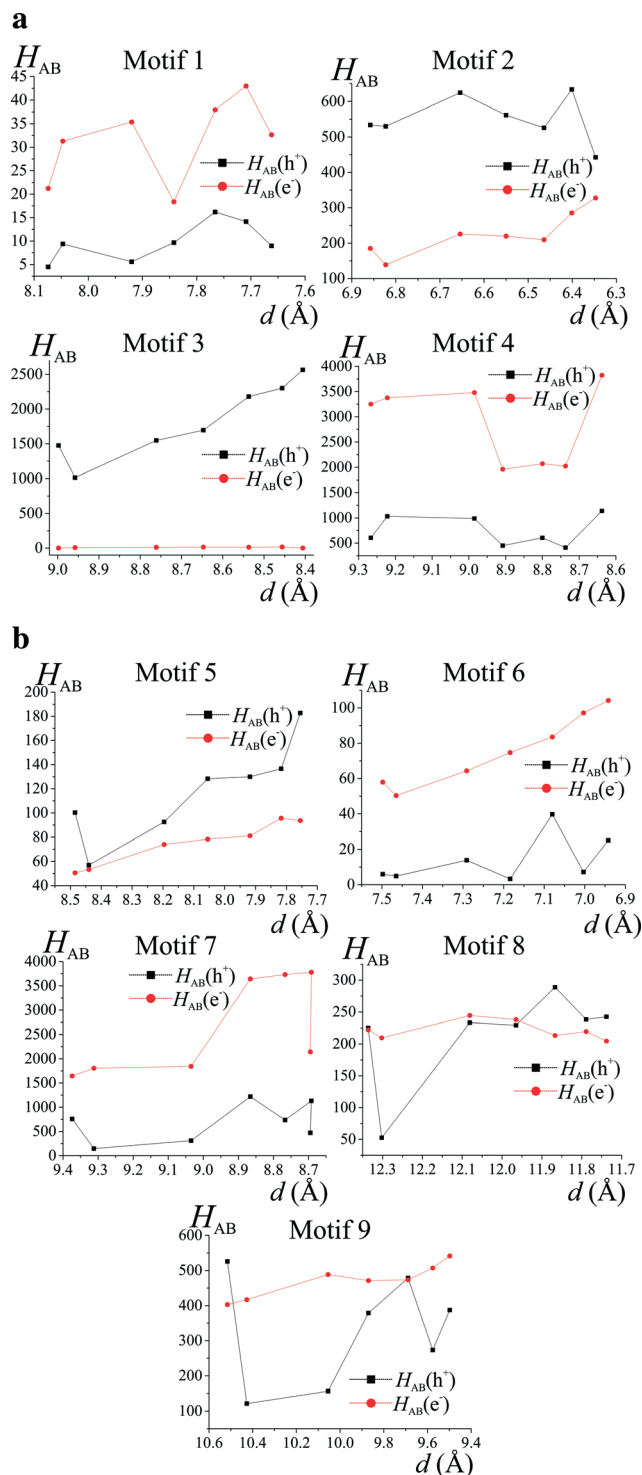 a
H_AB Motif 1
45
40
35
30
25
20
15
10
5
H_AB(h⁺)
H_AB(e⁻)
8.1 8.0 7.9 7.8 7.7 7.6
d (Å)
H_AB Motif 2
600
500
400
300
200
100
H_AB(h⁺)
H_AB(e⁻)
6.9 6.8 6.7 6.6 6.5 6.4 6.3
d (Å)
H_AB Motif 3
2500
2000
1500
1000
500
0
H_AB(h⁺)
H_AB(e⁻)
9.0 8.9 8.8 8.7 8.6 8.5 8.4
d (Å)
H_AB Motif 4
4000
3500
3000
2500
2000
1500
1000
500
H_AB(h⁺)
H_AB(e⁻)
9.3 9.2 9.1 9.0 8.9 8.8 8.7 8.6
d (Å)
b
H_AB Motif 5
200
180
160
140
120
100
80
60
40
H_AB(h⁺)
H_AB(e⁻)
8.5 8.4 8.3 8.2 8.1 8.0 7.9 7.8 7.7
d (Å)
H_AB Motif 6
100
80
60
40
20
0
H_AB(h⁺)
H_AB(e⁻)
7.5 7.4 7.3 7.2 7.1 7.0 6.9
d (Å)
H_AB Motif 7
4000
3500
3000
2500
2000
1500
1000
500
0
H_AB(h⁺)
H_AB(e⁻)
9.4 9.3 9.2 9.1 9.0 8.9 8.8 8.7
d (Å)
H_AB Motif 8
300
250
200
150
100
50
H_AB(h⁺)
H_AB(e⁻)
12.3 12.2 12.1 12.0 11.9 11.8 11.7
d (Å)
H_AB Motif 9
600
500
400
300
200
100
H_AB(h⁺)
H_AB(e⁻)
10.6 10.4 10.2 10.0 9.8 9.6 9.4
d (Å)